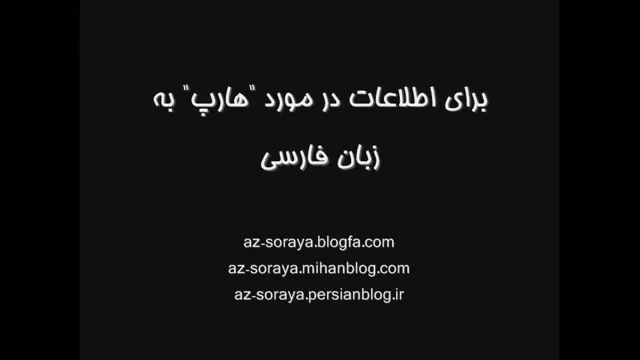 برای اطلاعات در مورد "هارپ" به
زبان فارسی
az-soraya.blogfa.com
az-soraya.mihanblog.com
az-soraya.persianblog.ir